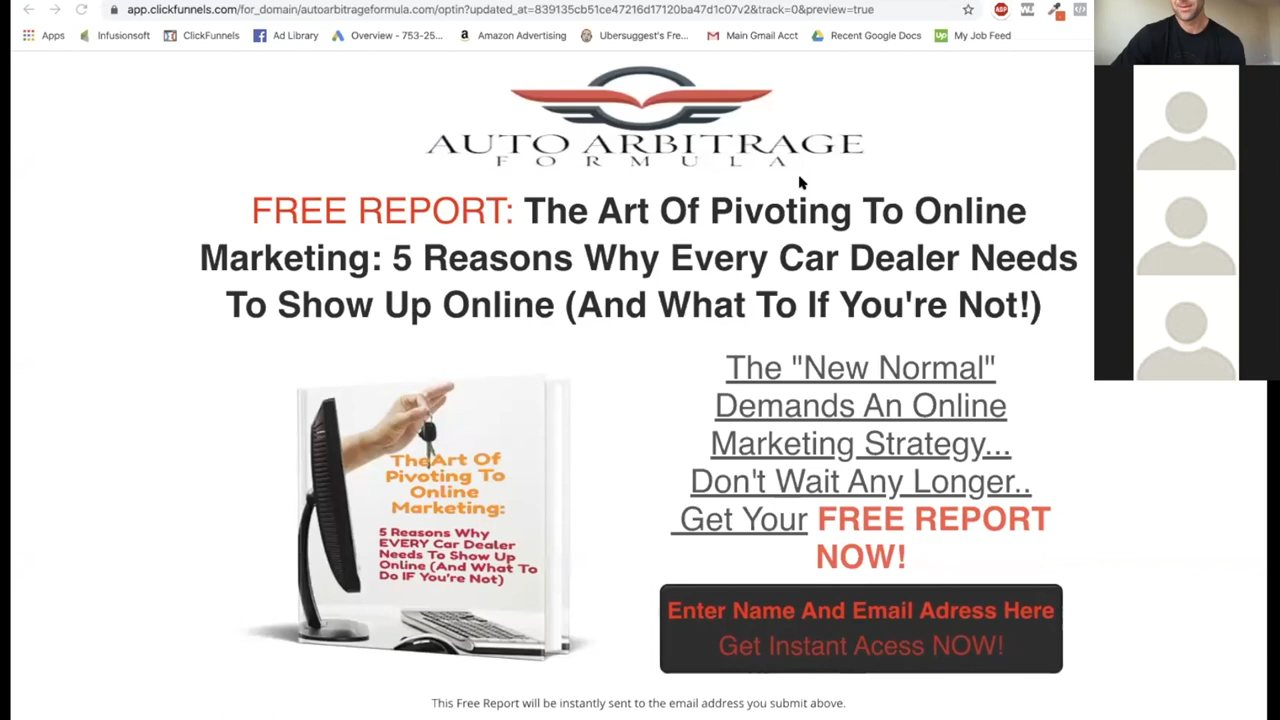 app.clickfunnels.com/for_domain/autoarbitrageformula.com/optin?updated_at=839135cb51ce47216d17120ba47d1c07v2&track=0&preview=true
Apps Infusionsoft ClickFunnels Ad Library Overview - 753-25... Amazon Advertising Ubersuggest's Fre... Main Gmail Acct Recent Google Docs Up My Job Feed
AUTO ARBITRAGE
FORMULA
FREE REPORT: The Art Of Pivoting To Online
Marketing: 5 Reasons Why Every Car Dealer Needs
To Show Up Online (And What To If You're Not!)
TheArt Of
Pivoting To
Online
Marketing:
5 Reasons Why
EVERY Car Dealer
Needs To Show Up
Online (And What To
Do IF You're Not)
The "New Normal"
Demands An Online
Marketing Strategy...
Don't Wait Any Longer..
Get Your FREE REPORT
NOW!
Enter Name And Email Adress Here
Get Instant Acess NOW!
This Free Report will be instantly sent to the email address you submit above.